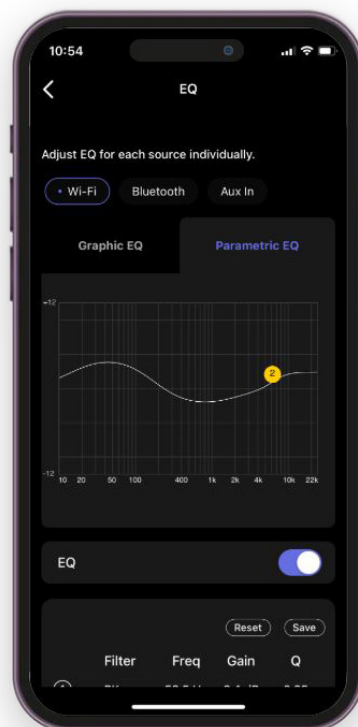 10:54
EQ
Adjust EQ for each source individually.
• Wi-Fi Bluetooth Aux In
Graphic EQ Parametric EQ
+12
2
-12
10 20 50 100 400 1k 2k 4k 10k 22k
EQ
Reset Save
Filter Freq Gain Q